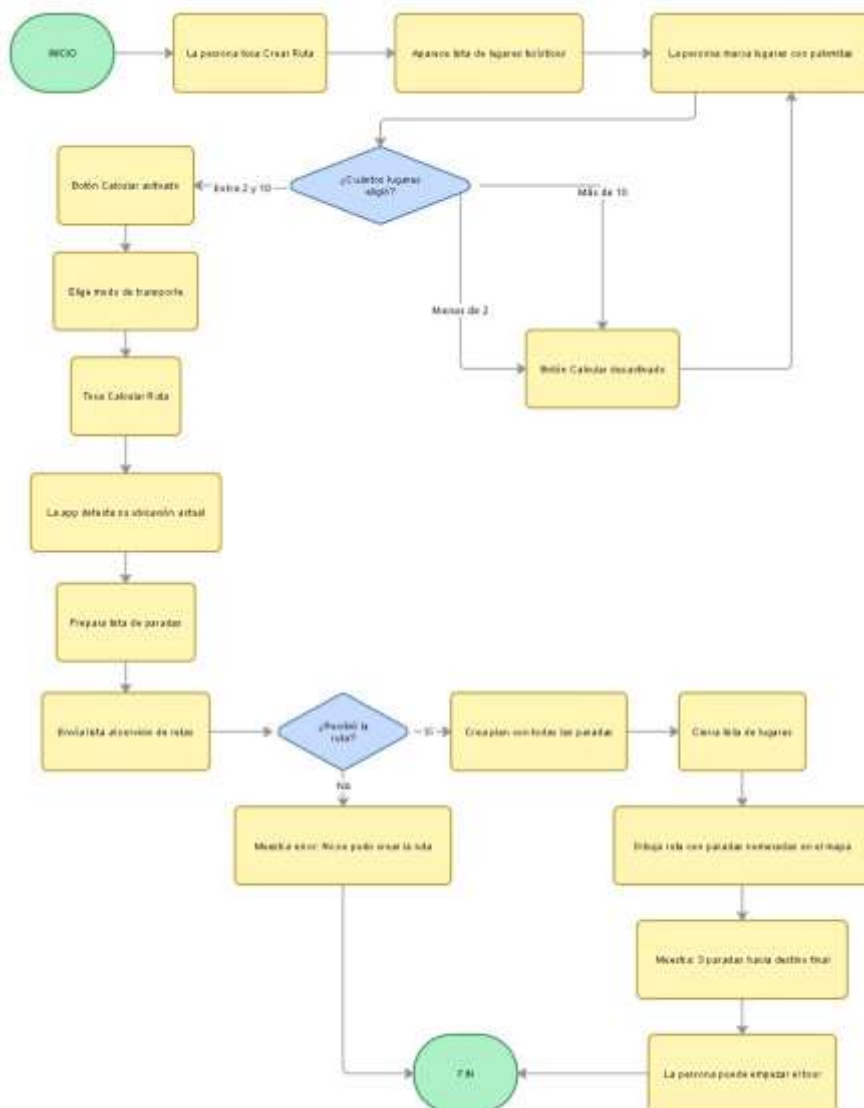 INICIO
La persona toca Crear Ruta
Aparece lista de lugares turísticos
La persona marca lugares con palomitas
¿Cuántos lugares
eligió?
Entre 2 y 10
Más de 10
Menos de 2
Botón Calcular activado
Botón Calcular desactivado
Elige modo de transporte
Toca Calcular Ruta
La app detecta su ubicación actual
Prepara lista de paradas
Envía lista al servicio de rutas
¿Recibió la
ruta?
Sí
No
Crea plan con todas las paradas
Cierra lista de lugares
Muestra error: No se pudo crear la ruta
Dibuja ruta con paradas numeradas en el mapa
Muestra: 3 paradas hacia destino final
La persona puede empezar el tour
FIN